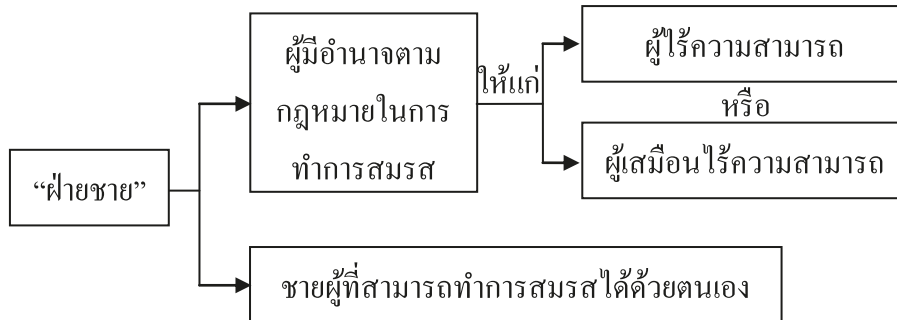 “ฝ่ายชาย”
ผู้มีอำนาจตาม
กฎหมายในการ
ทำการสมรส
ให้แก่
ผู้ไร้ความสามารถ
หรือ
ผู้เสมือนไร้ความสามารถ
ชายผู้ที่สามารถทำการสมรสได้ด้วยตนเอง